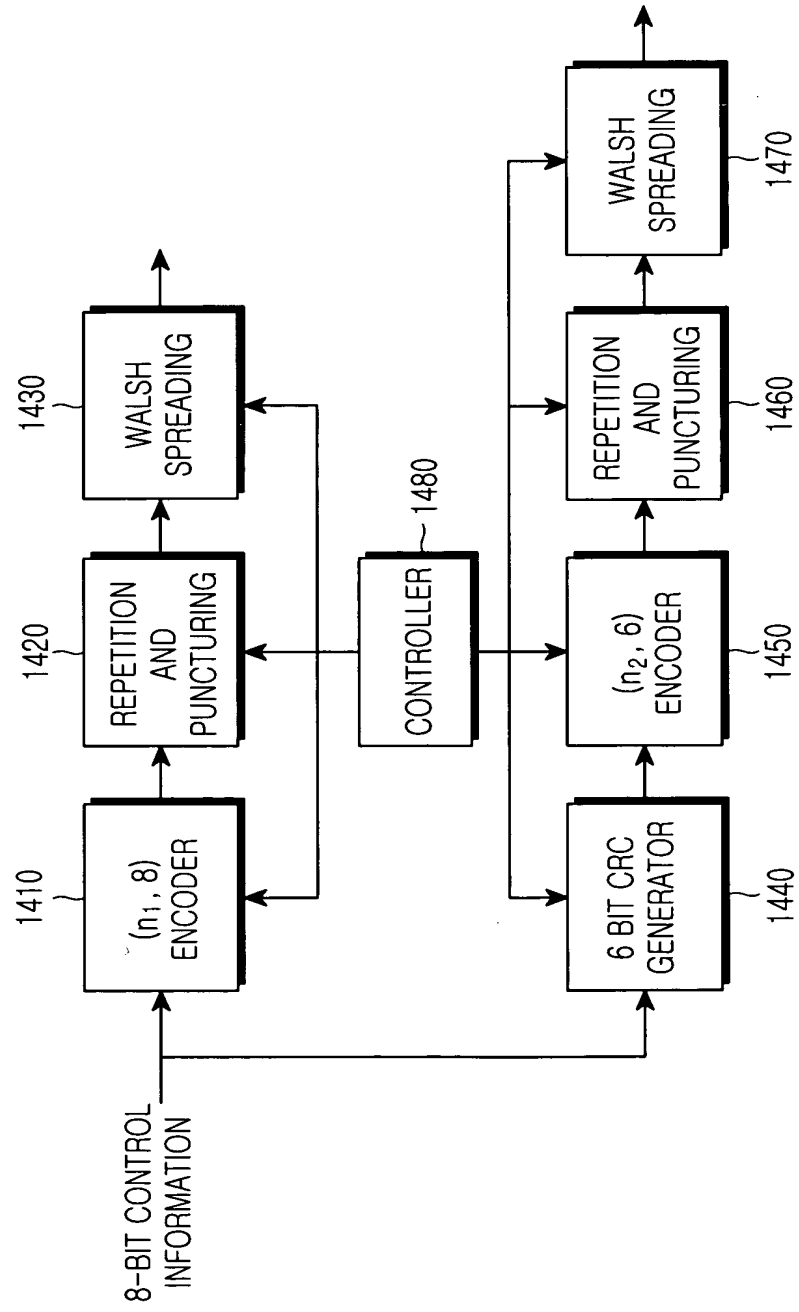 8-BIT CONTROL
INFORMATION
1410
(n₁, 8)
ENCODER
1420
REPETITION
AND
PUNCTURING
1430
WALSH
SPREADING
CONTROLLER
1480
6 BIT CRC
GENERATOR
1440
(n₂, 6)
ENCODER
1450
REPETITION
AND
PUNCTURING
1460
WALSH
SPREADING
1470